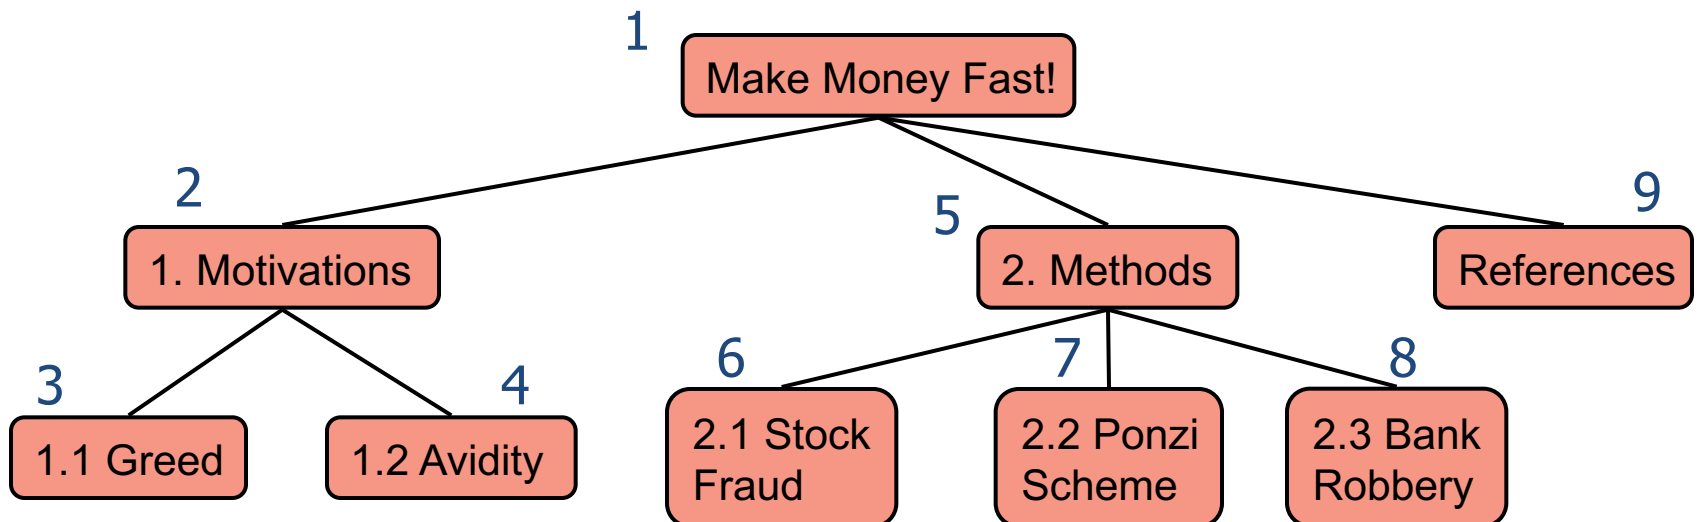 1
Make Money Fast!
2
5
9
1. Motivations
2. Methods
References
3
4
6
7
8
1.1 Greed
1.2 Avidity
2.1 Stock
Fraud
2.2 Ponzi
Scheme
2.3 Bank
Robbery